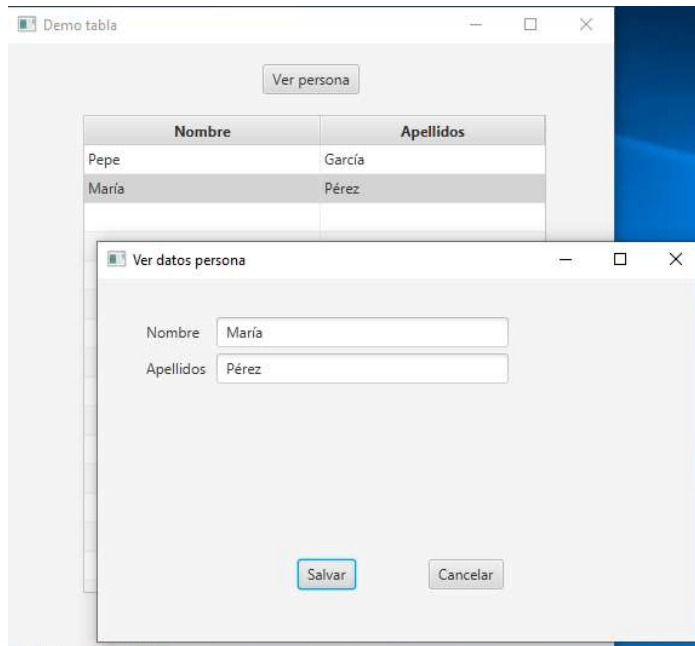 Demo tabla
Ver persona
Nombre Apellidos
Pepe García
María Pérez
Ver datos persona
Nombre María
Apellidos Pérez
Salvar Cancelar